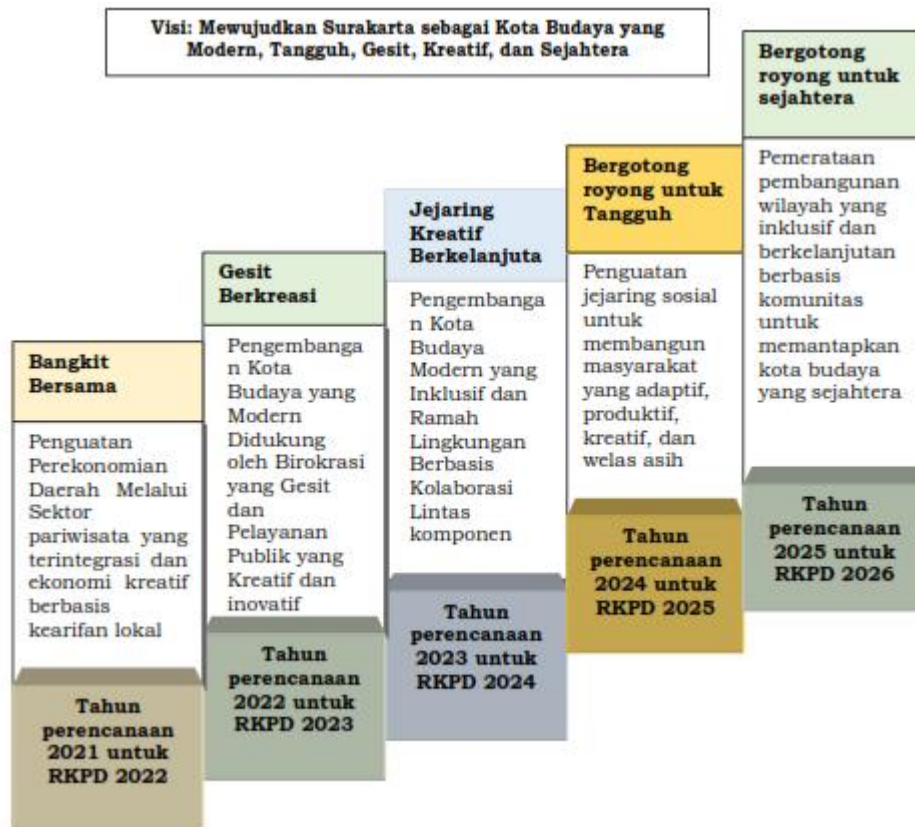 Visi: Mewujudkan Surakarta sebagai Kota Budaya yang
Modern, Tangguh, Gesit, Kreatif, dan Sejahtera
Bangkit
Bersama
Penguatan
Perekonomian
Daerah Melalui
Sektor
pariwisata yang
terintegrasi dan
ekonomi kreatif
berbasis
kearifan lokal
Tahun
perencanaan
2021 untuk
RKPD 2022
Gesit
Berkreasi
Pengembanga
n Kota
Budaya yang
Modern
Didukung
oleh Birokrasi
yang Gesit
dan
Pelayanan
Publik yang
Kreatif dan
inovatif
Tahun
perencanaan
2022 untuk
RKPD 2023
Jejaring
Kreatif
Berkelanjuta
Pengembanga
n Kota
Budaya
Modern yang
Inklusif dan
Ramah
Lingkungan
Berbasis
Kolaborasi
Lintas
komponen
Tahun
perencanaan
2023 untuk
RKPD 2024
Bergotong
royong untuk
Tangguh
Penguatan
jejaring sosial
untuk
membangun
masyarakat
yang adaptif,
produktif,
kreatif, dan
welas asih
Tahun
perencanaan
2024 untuk
RKPD 2025
Bergotong
royong untuk
sejahtera
Pemerataan
pembangunan
wilayah yang
inklusif dan
berkelanjutan
berbasis
komunitas
untuk
memantapkan
kota budaya
yang sejahtera
Tahun
perencanaan
2025 untuk
RKPD 2026